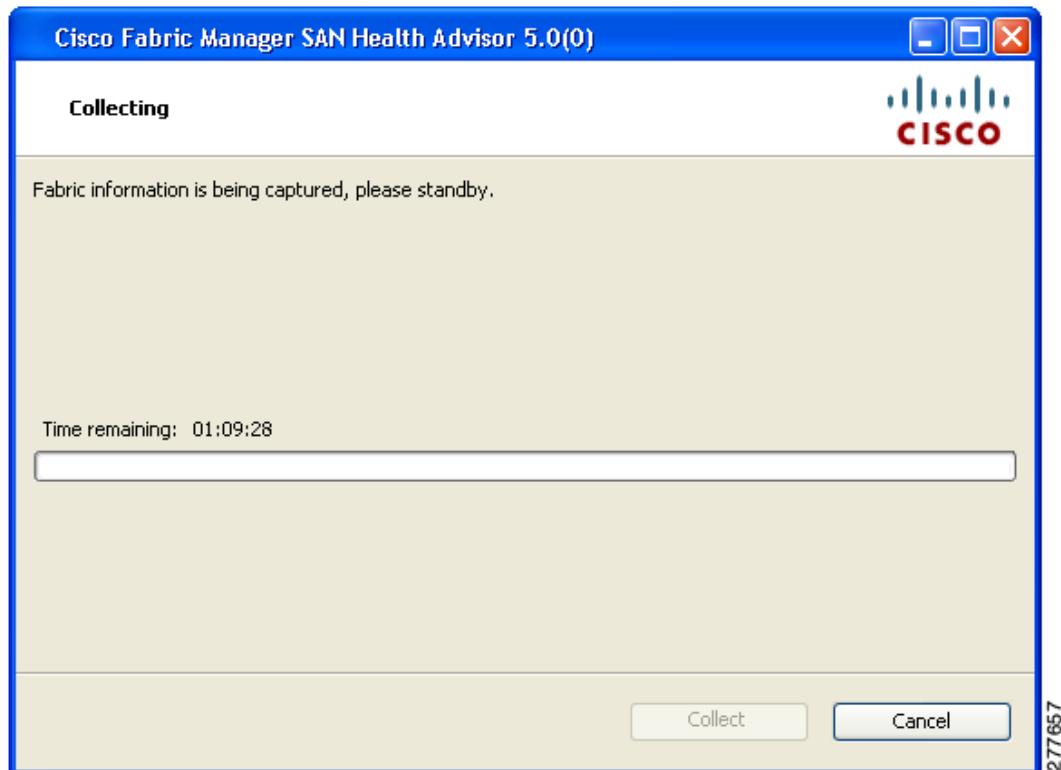 Cisco Fabric Manager SAN Health Advisor 5.0(0)
Collecting
CISCO
Fabric information is being captured, please standby.
Time remaining: 01:09:28
Collect
Cancel
277657